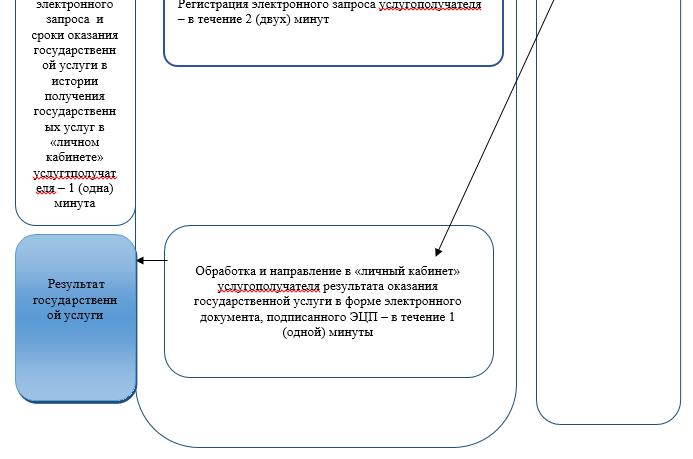 электронного
запроса и
сроки оказания
государственн
ой услуги в
истории
получения
государственн
ых услуг в
«личном
кабинете»
услугтполучат
еля – 1 (одна)
минута
Регистрация электронного запроса услугополучателя
– в течение 2 (двух) минут
Результат
государственн
ой услуги
Обработка и направление в «личный кабинет»
услугополучателя результата оказания
государственной услуги в форме электронного
документа, подписанного ЭЦП – в течение 1
(одной) минуты